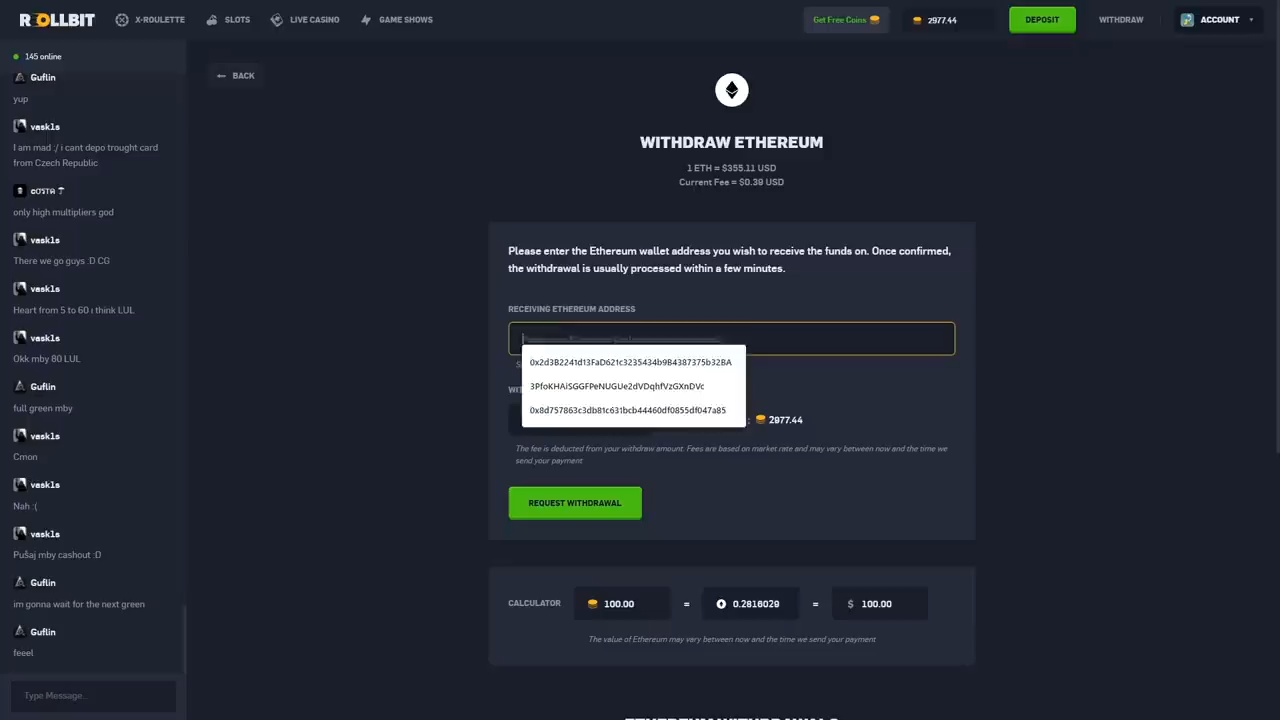 ROLLBIT
X-ROULETTE
SLOTS
LIVE CASINO
GAME SHOWS
Get Free Coins
2977.44
DEPOSIT
WITHDRAW
ACCOUNT
145 online
Guflin
yup
vaskls
I am mad :/ i cant depo trought card
from Czech Republic
only high multipliers god
vaskls
There we go guys :D CG
vaskls
Heart from 5 to 60 i think LUL
vaskls
Okk mby 80 LUL
Guflin
full green mby
vaskls
Cmon
vaskls
Nah :(
vaskls
Pušaj mby cashout :D
Guflin
im gonna wait for the next green
Guflin
feeel
Type Message...
← BACK
WITHDRAW ETHEREUM
1 ETH = $355.11 USD
Current Fee = $0.39 USD
Please enter the Ethereum wallet address you wish to receive the funds on. Once confirmed,
the withdrawal is usually processed within a few minutes.
RECEIVING ETHEREUM ADDRESS
0x2d3B2241d13FaD621c3235434b9B4387375b32BA
3PfoKHAiSGGFPeNUGUe2dVDqhfVzGXnDVc
0x8d757863c3db81c631bcb44460df0855df047a85
: 2977.44
The fee is deducted from your withdraw amount. Fees are based on market rate and may vary between now and the time we
send your payment
REQUEST WITHDRAWAL
CALCULATOR
100.00
=
0.2816029
=
$ 100.00
The value of Ethereum may vary between now and the time we send your payment